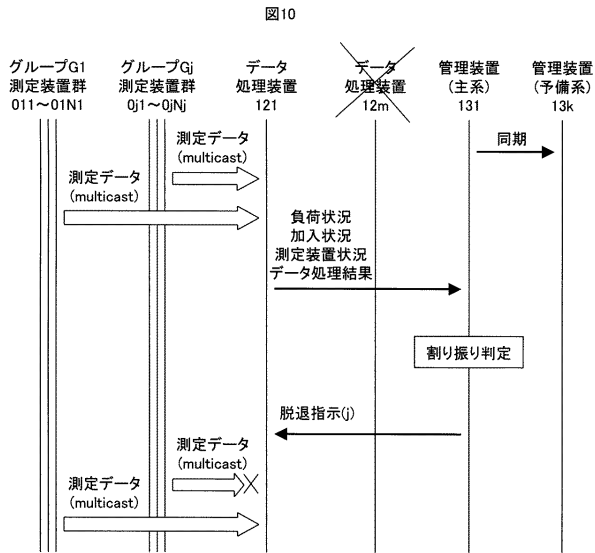 図10
グループG1
測定装置群
011～01N1
グループGj
測定装置群
0j1～0jNj
データ
処理装置
121
データ
処理装置
12m
管理装置
(主系)
131
管理装置
(予備系)
13k
同期
測定データ
(multicast)
測定データ
(multicast)
負荷状況
加入状況
測定装置状況
データ処理結果
割り振り判定
脱退指示(j)
測定データ
(multicast)
測定データ
(multicast)